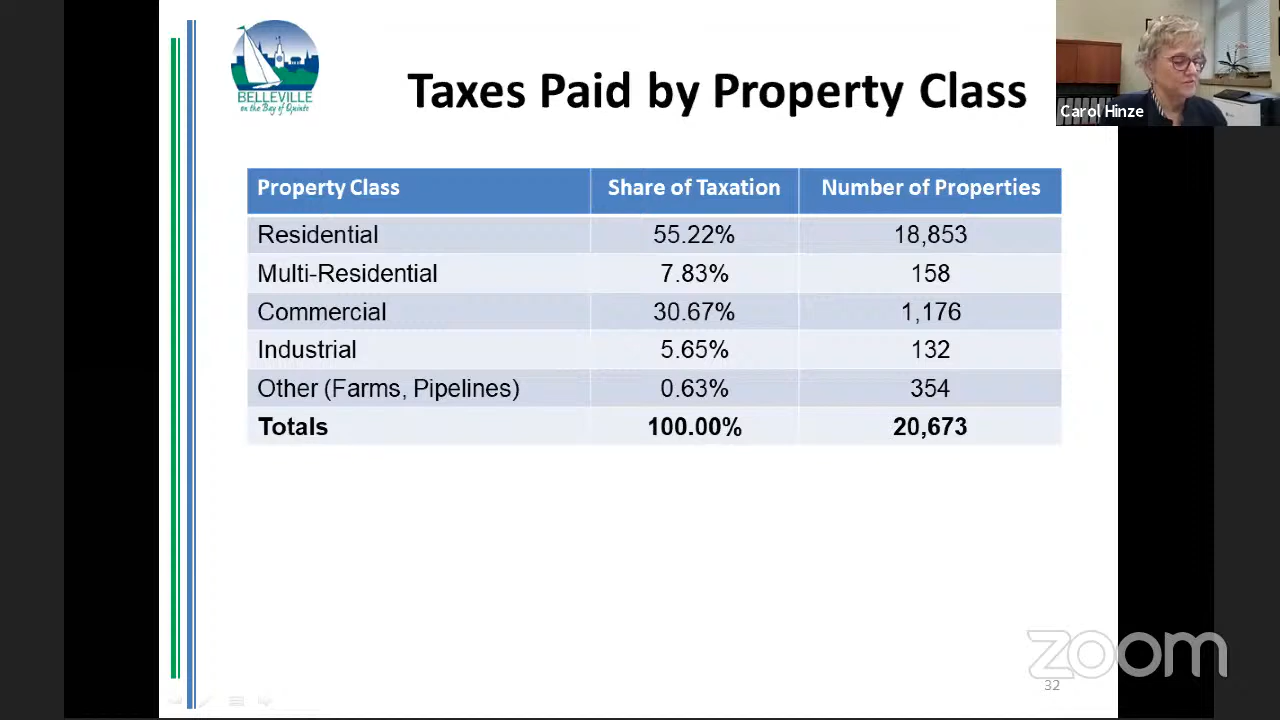 BELLEVILLE
on the Bay of Quinte
Taxes Paid by Property Class
Carol Hinze
Property Class Share of Taxation Number of Properties
Residential 55.22% 18,853
Multi-Residential 7.83% 158
Commercial 30.67% 1,176
Industrial 5.65% 132
Other (Farms, Pipelines) 0.63% 354
Totals 100.00% 20,673
zoom
32